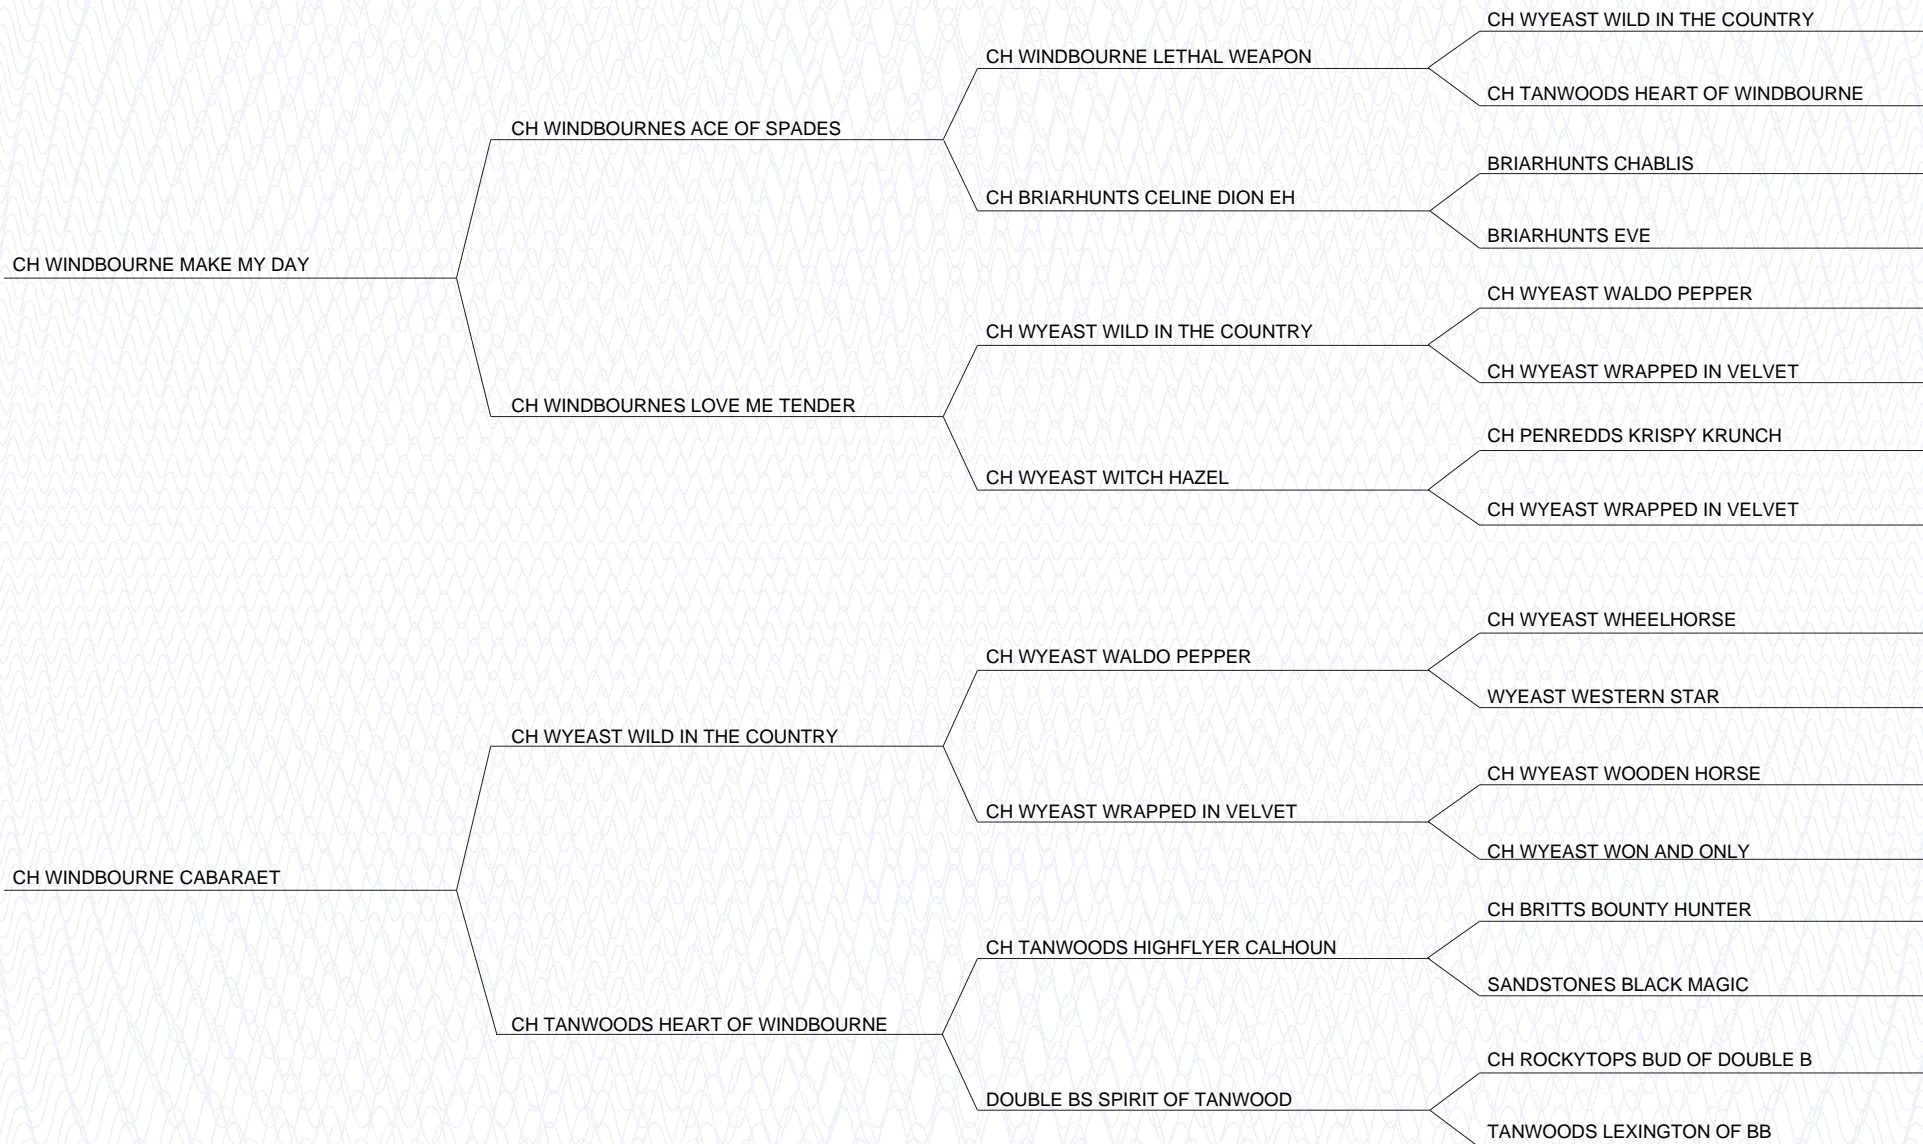 CH WYEAST WILD IN THE COUNTRY
CH WINDBOURNE LETHAL WEAPON
CH TANWOODS HEART OF WINDBOURNE
CH WINDBOURNES ACE OF SPADES
BRIARHUNTS CHABLIS
CH BRIARHUNTS CELINE DION EH
BRIARHUNTS EVE
CH WINDBOURNE MAKE MY DAY
CH WYEAST WALDO PEPPER
CH WYEAST WILD IN THE COUNTRY
CH WYEAST WRAPPED IN VELVET
CH WINDBOURNES LOVE ME TENDER
CH PENREDDS KRISPY KRUNCH
CH WYEAST WITCH HAZEL
CH WYEAST WRAPPED IN VELVET
CH WYEAST WHEELHORSE
CH WYEAST WALDO PEPPER
WYEAST WESTERN STAR
CH WYEAST WILD IN THE COUNTRY
CH WYEAST WOODEN HORSE
CH WYEAST WRAPPED IN VELVET
CH WYEAST WON AND ONLY
CH WINDBOURNE CABARAET
CH BRITTS BOUNTY HUNTER
CH TANWOODS HIGHFLYER CALHOUN
SANDSTONES BLACK MAGIC
CH TANWOODS HEART OF WINDBOURNE
CH ROCKYTOPS BUD OF DOUBLE B
DOUBLE BS SPIRIT OF TANWOOD
TANWOODS LEXINGTON OF BB